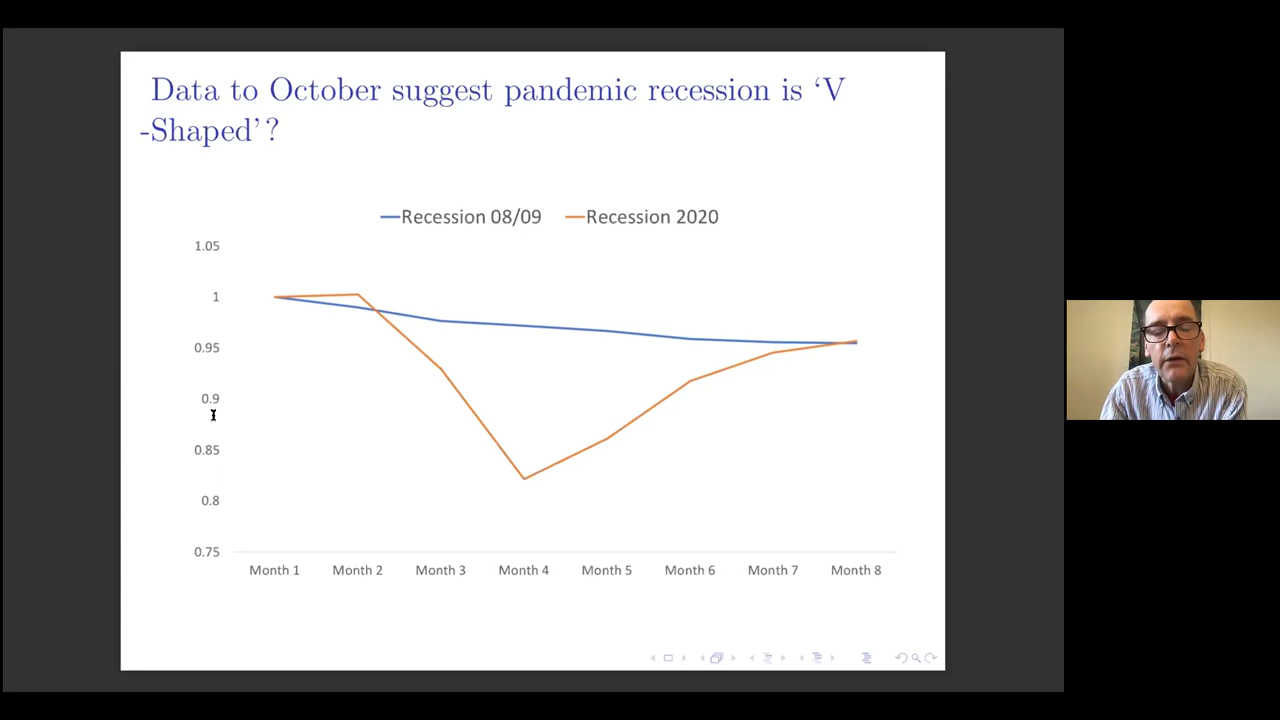 Data to October suggest pandemic recession is ‘V
-Shaped’?
Recession 08/09 Recession 2020
1.05
1
0.95
0.9
0.85
0.8
0.75
Month 1 Month 2 Month 3 Month 4 Month 5 Month 6 Month 7 Month 8